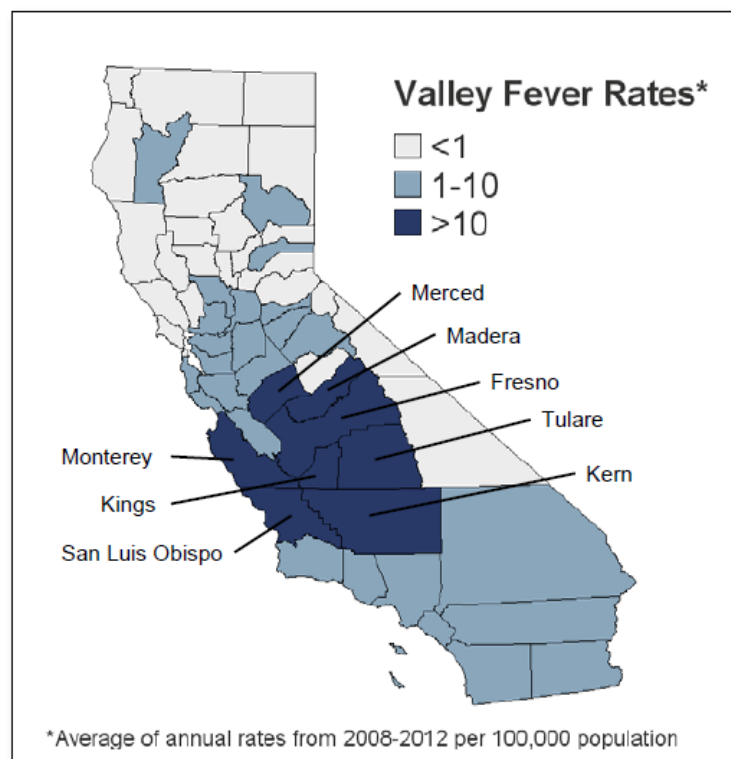 Valley Fever Rates*
<1
1-10
>10
Merced
Madera
Fresno
Tulare
Monterey
Kern
Kings
San Luis Obispo
*Average of annual rates from 2008-2012 per 100,000 population